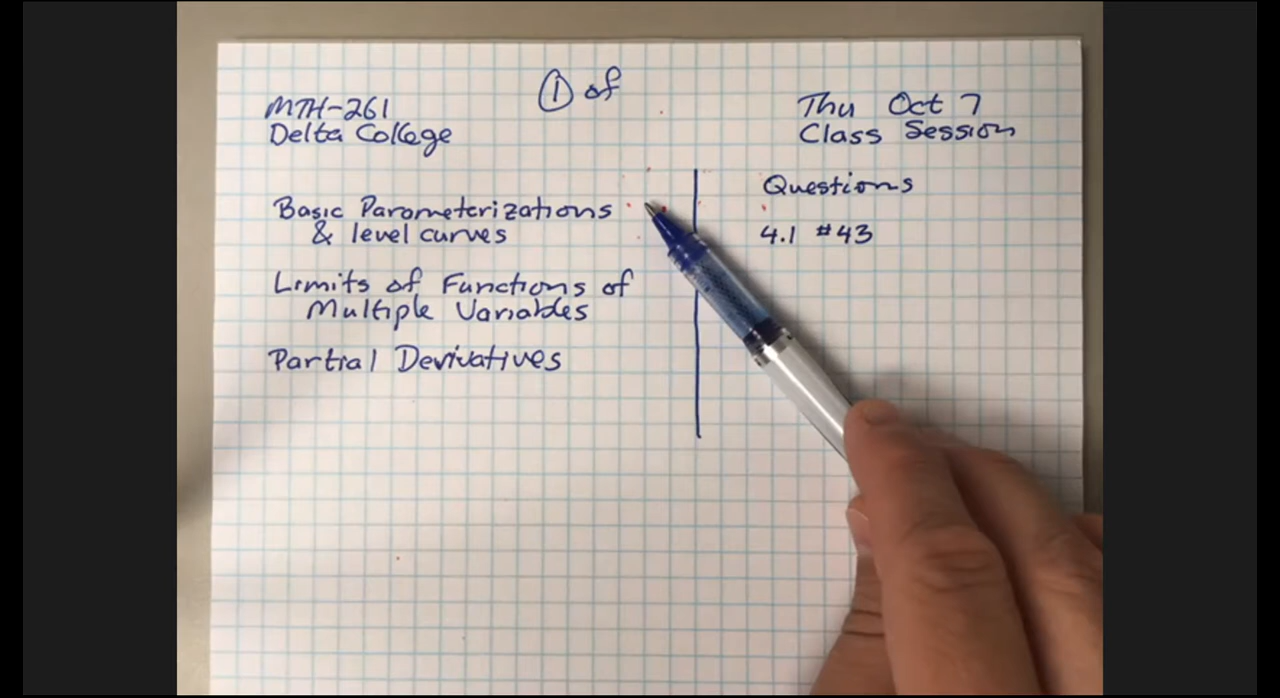 ① of
MTH-261
Delta College
Thu Oct 7
Class Session
Basic Parameterizations
& level curves
Limits of Functions of
Multiple Variables
Partial Derivatives
Questions
4.1 #43